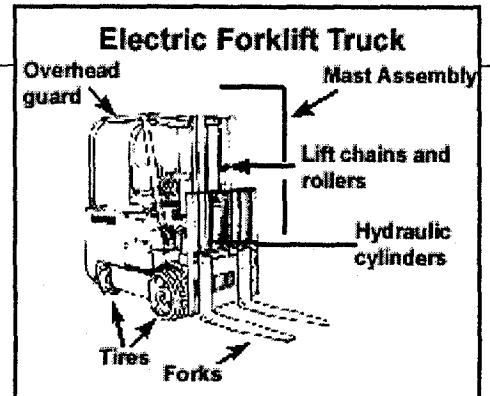 Electric Forklift Truck
Overhead
guard
Mast Assembly
Lift chains and
rollers
Hydraulic
cylinders
Tires
Forks